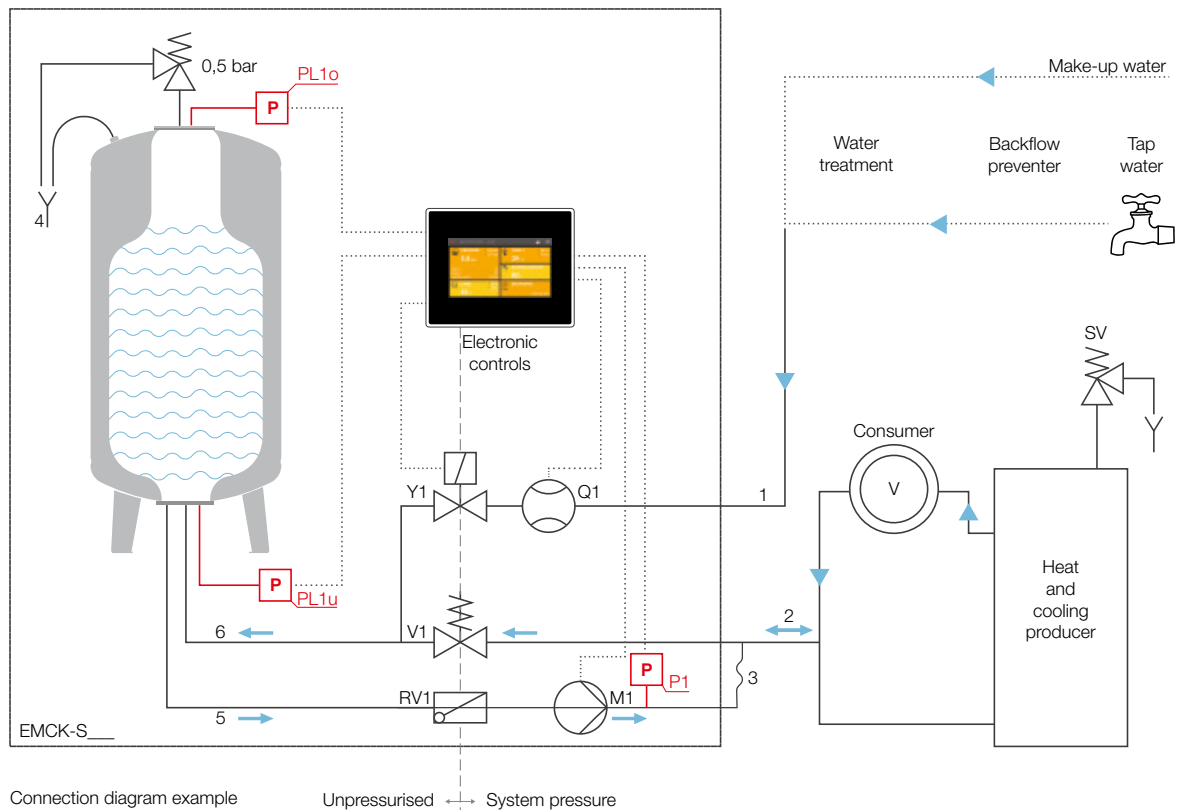 0,5 bar
PL1o
P
4
Make-up water
Water
treatment
Backflow
preventer
Tap
water
Electronic
controls
SV
Consumer
V
Y1
Q1
1
P
PL1u
Heat
and
cooling
producer
6
V1
2
P
P1
3
RV1
M1
5
EMCK-S___
Connection diagram example
Unpressurised
System pressure